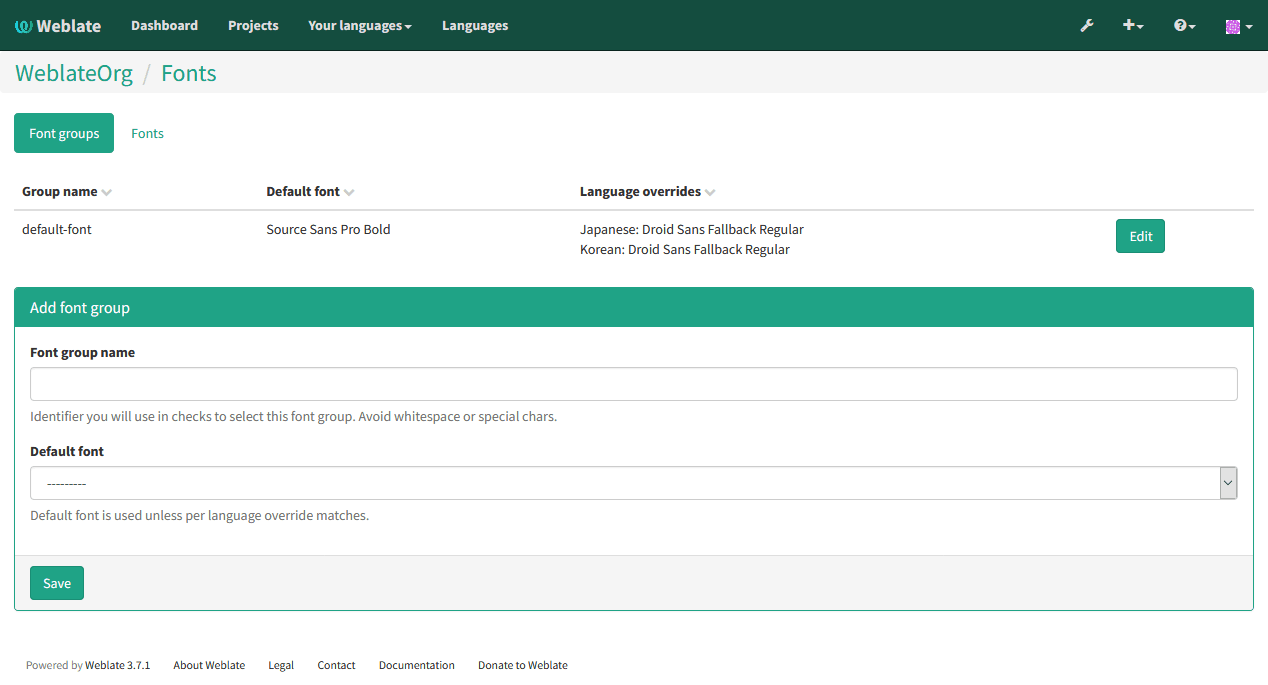 Weblate Dashboard Projects Your languages Languages
WeblateOrg / Fonts
Font groups Fonts
Group name Default font Language overrides
default-font Source Sans Pro Bold Japanese: Droid Sans Fallback Regular Edit
Korean: Droid Sans Fallback Regular
Add font group
Font group name
Identifier you will use in checks to select this font group. Avoid whitespace or special chars.
Default font
---------
Default font is used unless per language override matches.
Save
Powered by Weblate 3.7.1 About Weblate Legal Contact Documentation Donate to Weblate